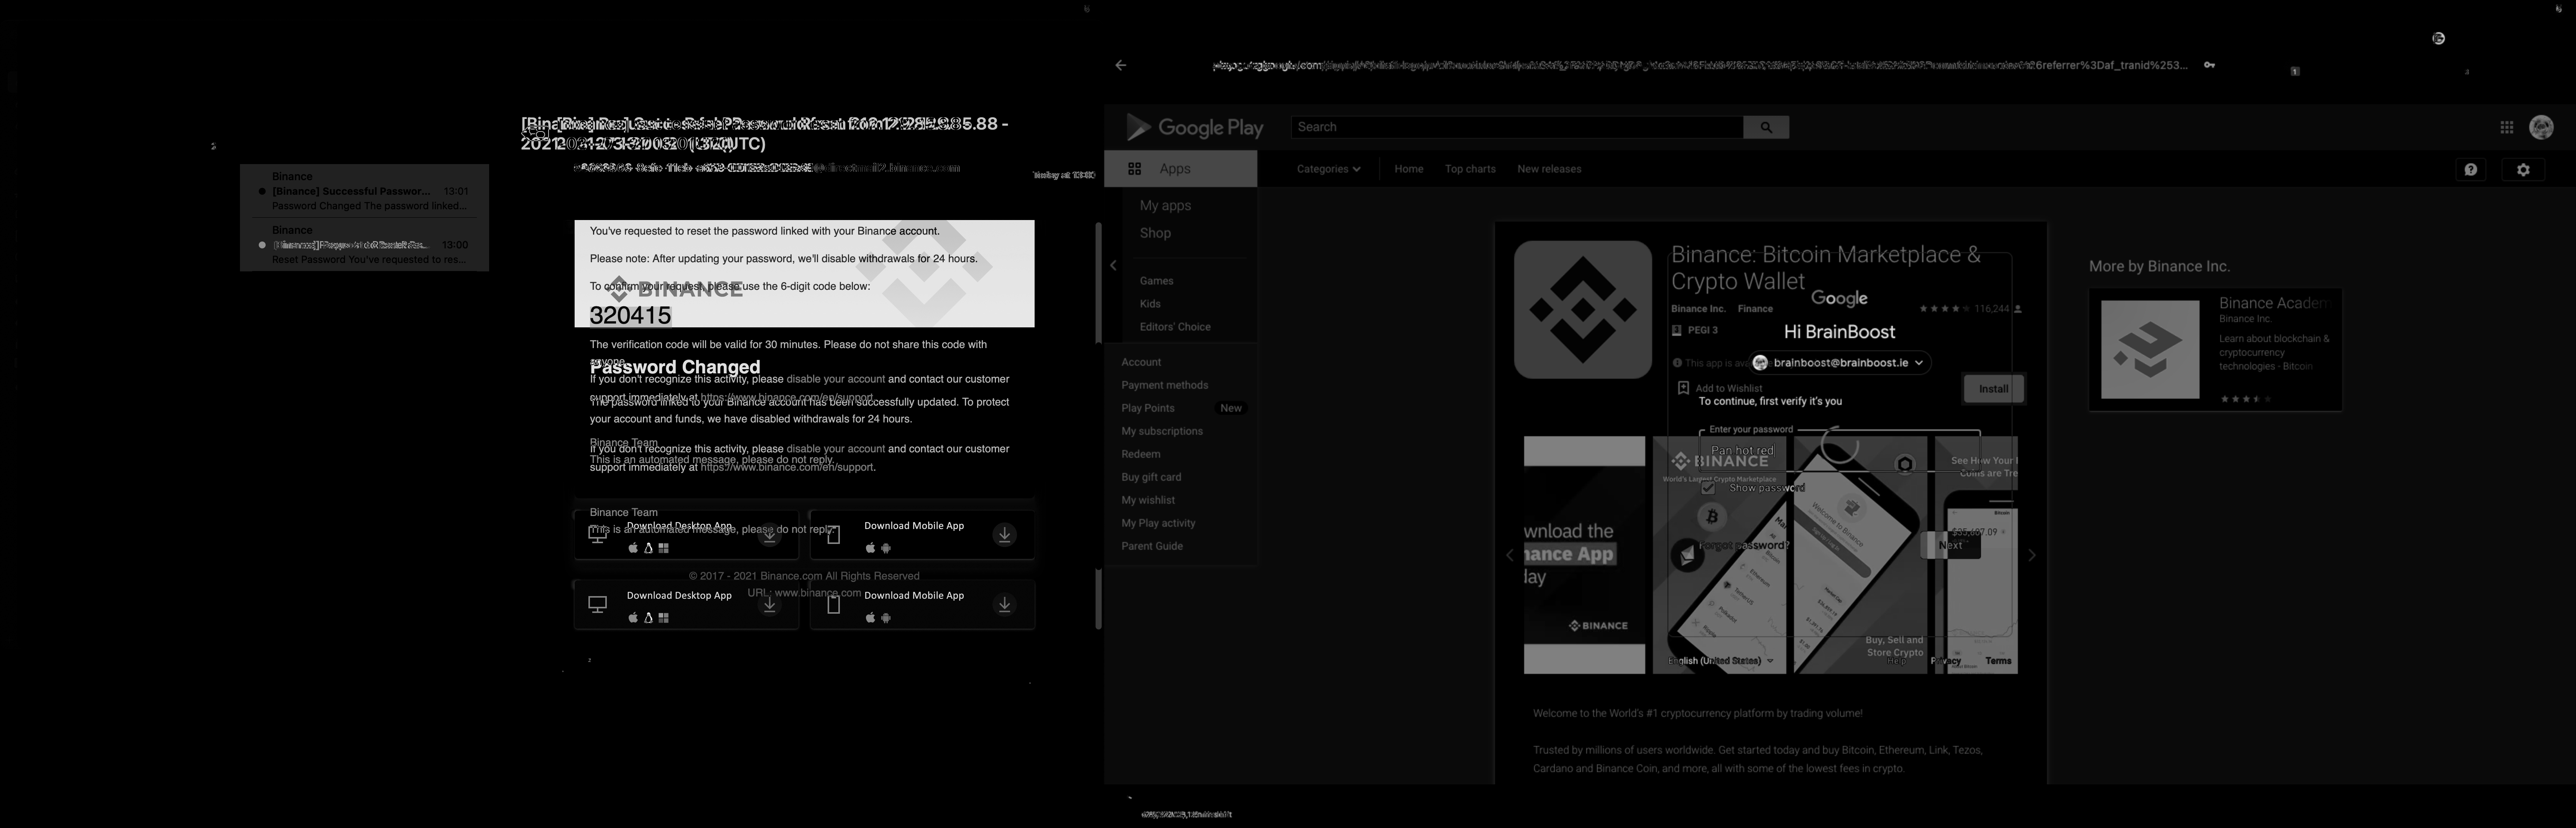 Binance
[Binance] Successful Passwor... 13:01
Password Changed The password linked...
Binance
13:00
Reset Password You've requested to res...
You've requested to reset the password linked with your Binance account.
Please note: After updating your password, we'll disable withdrawals for 24 hours.
To confirm your request, please use the 6-digit code below:
BINANCE
320415
The verification code will be valid for 30 minutes. Please do not share this code with
anyone.
Password Changed
If you don't recognize this activity, please disable your account and contact our customer
support immediately at https://www.binance.com/en/support.
The password linked to your Binance account has been successfully updated. To protect
your account and funds, we have disabled withdrawals for 24 hours.
Binance Team
If you don't recognize this activity, please disable your account and contact our customer
This is an automated message, please do not reply.
support immediately at https://www.binance.com/en/support.
Binance Team
Download Desktop App
Download Mobile App
This is an automated message, please do not reply.
© 2017 - 2021 Binance.com All Rights Reserved
URL: www.binance.com
Download Desktop App
Download Mobile App
Google Play
Search
Apps
Categories
Home
Top charts
New releases
My apps
Shop
Games
Kids
Editors' Choice
Account
Payment methods
Play Points New
My subscriptions
Redeem
Buy gift card
My wishlist
My Play activity
Parent Guide
Binance: Bitcoin Marketplace &
Crypto Wallet
Google
Binance Inc. Finance
116,244
PEGI 3
Hi BrainBoost
This app is
brainboost@brainboost.ie
Add to Wishlist
Install
To continue, first verify it's you
Enter your password
Pan hot red
BINANCE
World's Largest Crypto Marketplace
Show password
See How Your
Coins are Tre
wnload the
nance App
day
Forgot password?
Welcome to Binance
$35,697.09
Next
BINANCE
Buy, Sell and
Store Crypto
English (United States)
Help
Privacy
Terms
Welcome to the World's #1 cryptocurrency platform by trading volume!
Trusted by millions of users worldwide. Get started today and buy Bitcoin, Ethereum, Link, Tezos,
Cardano and Binance Coin, and more, all with some of the lowest fees in crypto.
More by Binance Inc.
Binance Academ
Binance Inc.
Learn about blockchain &
cryptocurrency
technologies - Bitcoin